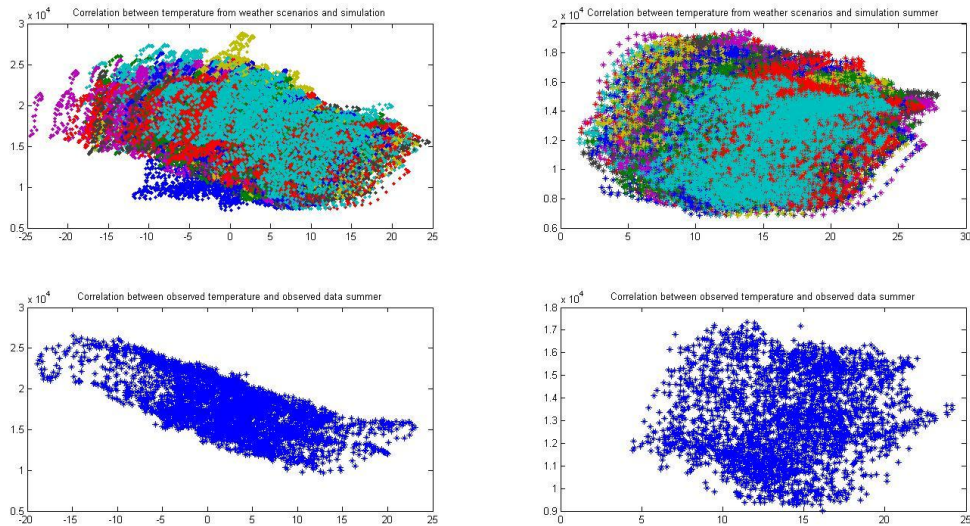 Correlation between temperature from weather scenarios and simulation
x 10^4
3
2.5
2
1.5
1
0.5
-25 -20 -15 -10 -5 0 5 10 15 20 25
Correlation between temperature from weather scenarios and simulation summer
x 10^4
2
1.8
1.6
1.4
1.2
1
0.8
0.6
0 5 10 15 20 25 30
Correlation between observed temperature and observed data summer
x 10^4
3
2.5
2
1.5
1
0.5
-20 -15 -10 -5 0 5 10 15 20 25
Correlation between observed temperature and observed data summer
x 10^4
1.8
1.7
1.6
1.5
1.4
1.3
1.2
1.1
1
0.9
0 5 10 15 20 25